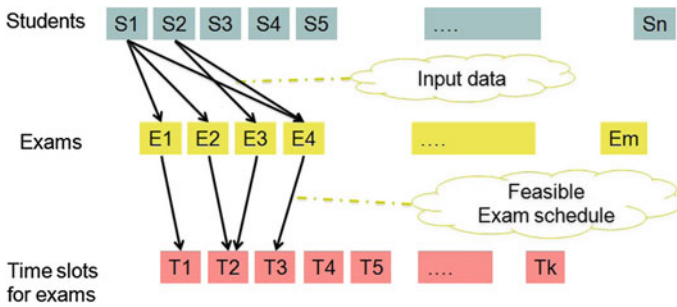 Students S1 S2 S3 S4 S5 .... Sn
Input data
Exams E1 E2 E3 E4 .... Em
Feasible
Exam schedule
Time slots
for exams
T1 T2 T3 T4 T5 .... Tk